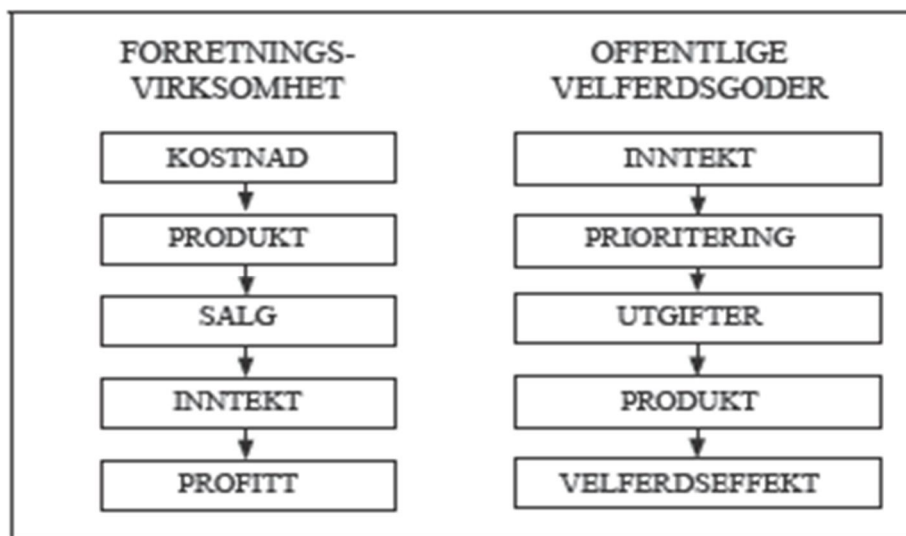 FORRETNINGS-
VIRKSOMHET
KOSTNAD
PRODUKT
SALG
INNTEKT
PROFITT
OFFENTLIGE
VELFERDSGODER
INNTEKT
PRIORITERING
UTGIFTER
PRODUKT
VELFERDSEFFEKT